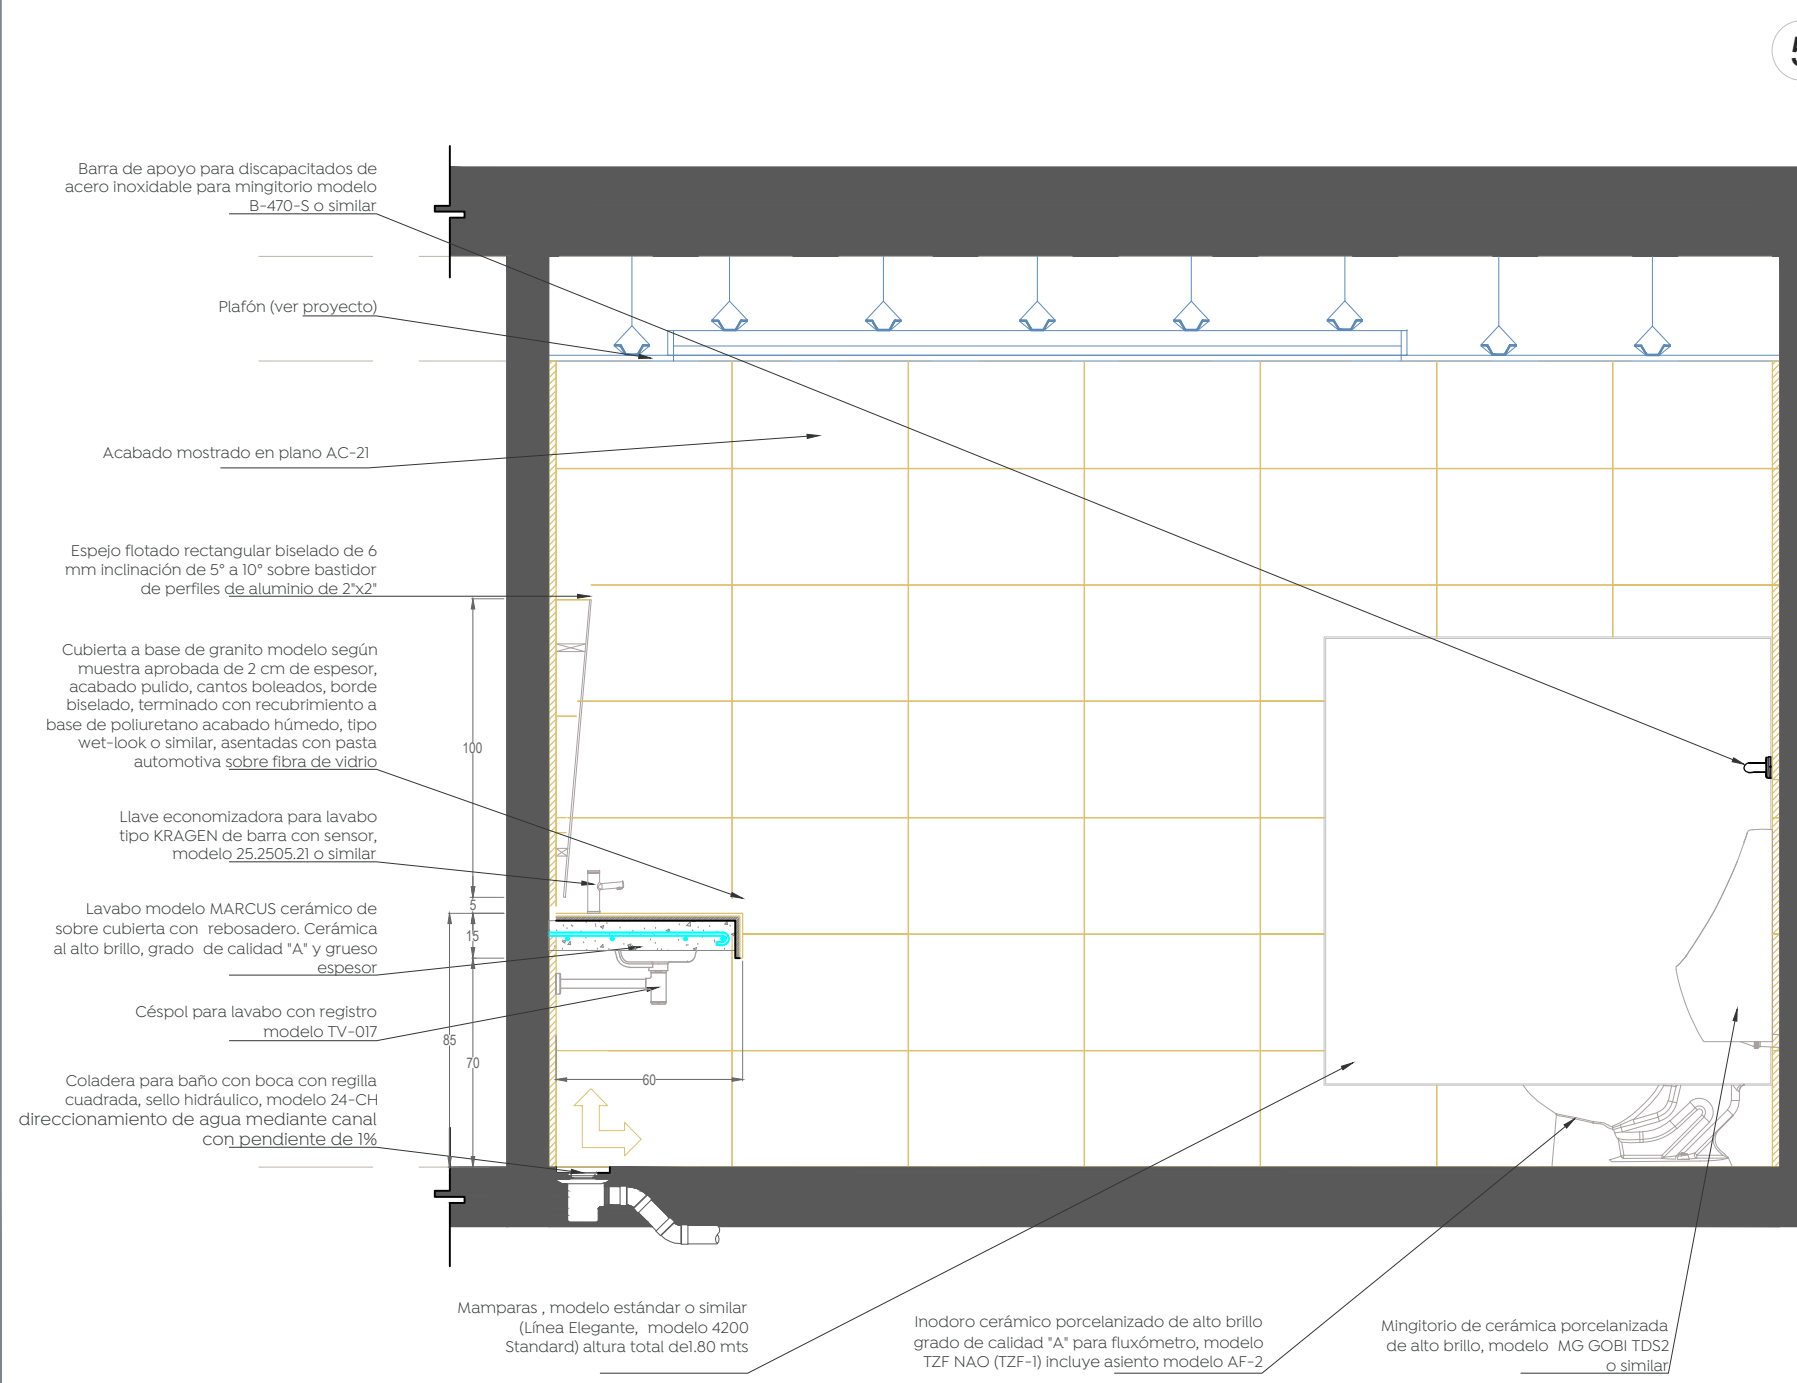 5
Barra de apoyo para discapacitados de
acero inoxidable para mingitorio modelo
B-470-S o similar
Plafón (ver proyecto)
Acabado mostrado en plano AC-21
Espejo flotado rectangular biselado de 6
mm inclinación de 5° a 10° sobre bastidor
de perfiles de aluminio de 2"x2"
Cubierta a base de granito modelo según
muestra aprobada de 2 cm de espesor,
acabado pulido, cantos boleados, borde
biselado, terminado con recubrimiento a
base de poliuretano acabado húmedo, tipo
wet-look o similar, asentadas con pasta
automotiva sobre fibra de vidrio
100
Llave economizadora para lavabo
tipo KRAGEN de barra con sensor,
modelo 25.2505.21 o similar
5
Lavabo modelo MARCUS cerámico de
sobre cubierta con rebosadero. Cerámica
al alto brillo, grado de calidad "A" y grueso
espesor
15
Céspol para lavabo con registro
modelo TV-017
85
70
60
Coladera para baño con boca con regilla
cuadrada, sello hidráulico, modelo 24-CH
direccionamiento de agua mediante canal
con pendiente de 1%
Mamparas , modelo estándar o similar
(Línea Elegante, modelo 4200
Standard) altura total de1.80 mts
Inodoro cerámico porcelanizado de alto brillo
grado de calidad "A" para fluxómetro, modelo
TZF NAO (TZF-1) incluye asiento modelo AF-2
Mingitorio de cerámica porcelanizada
de alto brillo, modelo MG GOBI TDS2
o similar